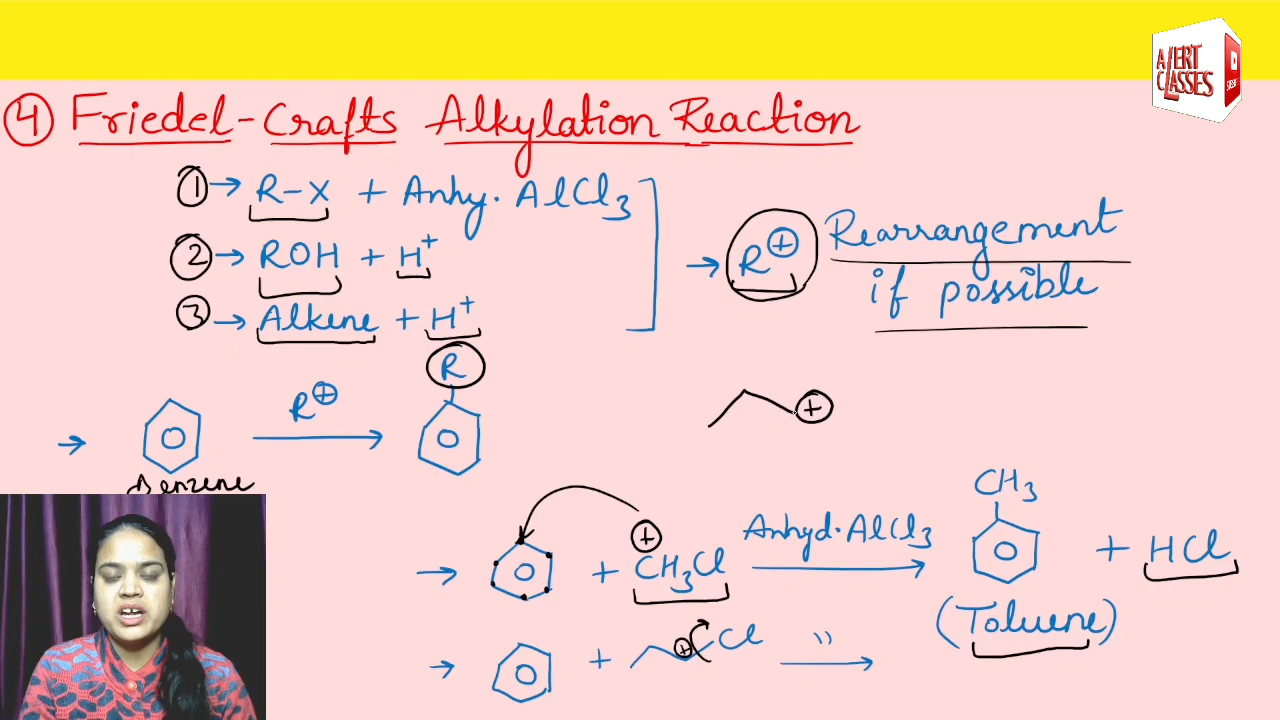 ALERT
CLASSES
④ Friedel-Crafts Alkylation Reaction
① → R-X + Anhy. AlCl₃
② → ROH + H⁺
③ → Alkene + H⁺
→ R⊕ Rearrangement
if possible
R
→ R⊕
Benzene
⊕
CH₃
⊕
→ + CH₃Cl Anhyd. AlCl₃ + HCl
(Toluene)
→ + ⊕ Cl "